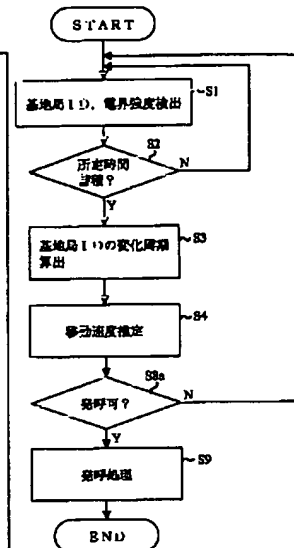 START
基地局ID、電界強度検出
S1
所定時間
蓄積?
S2
N
Y
基地局IDの変化周期
算出
S3
移動速度推定
S4
発呼可?
S8a
N
Y
発呼処理
S9
END